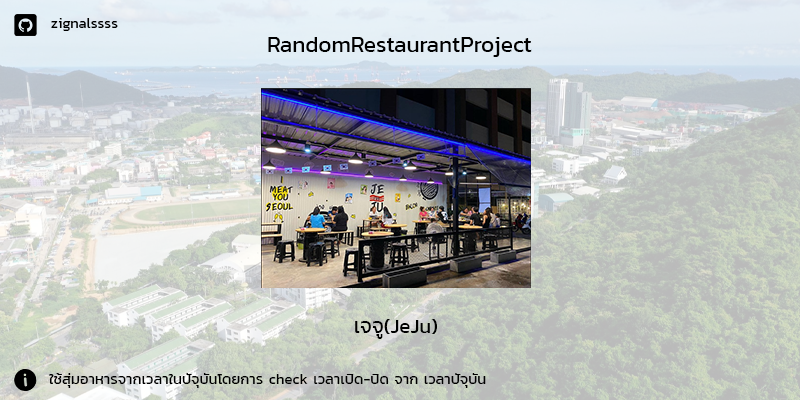 zignalssss
RandomRestaurantProject
I
MEAT
YOU
SEOUL
JE
JU
เจจู(JeJu)
ใช้สุ่มอาหารจากเวลาในปัจุบันโดยการ check เวลาเปิด-ปิด จาก เวลาปัจุบัน